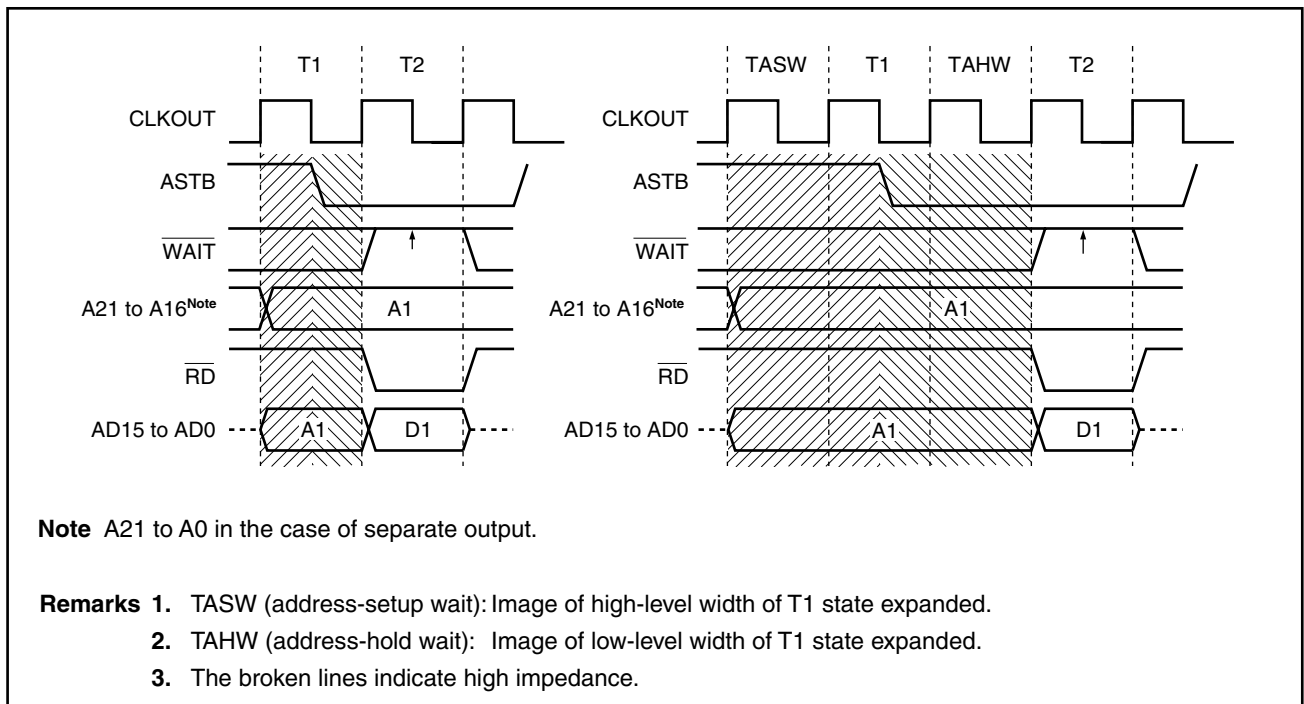 T1 T2
CLKOUT
ASTB
WAIT
A21 to A16Note A1
RD
AD15 to AD0 A1 D1
TASW T1 TAHW T2
CLKOUT
ASTB
WAIT
A21 to A16Note A1
RD
AD15 to AD0 A1 D1
Note A21 to A0 in the case of separate output.
Remarks 1. TASW (address-setup wait): Image of high-level width of T1 state expanded.
2. TAHW (address-hold wait): Image of low-level width of T1 state expanded.
3. The broken lines indicate high impedance.